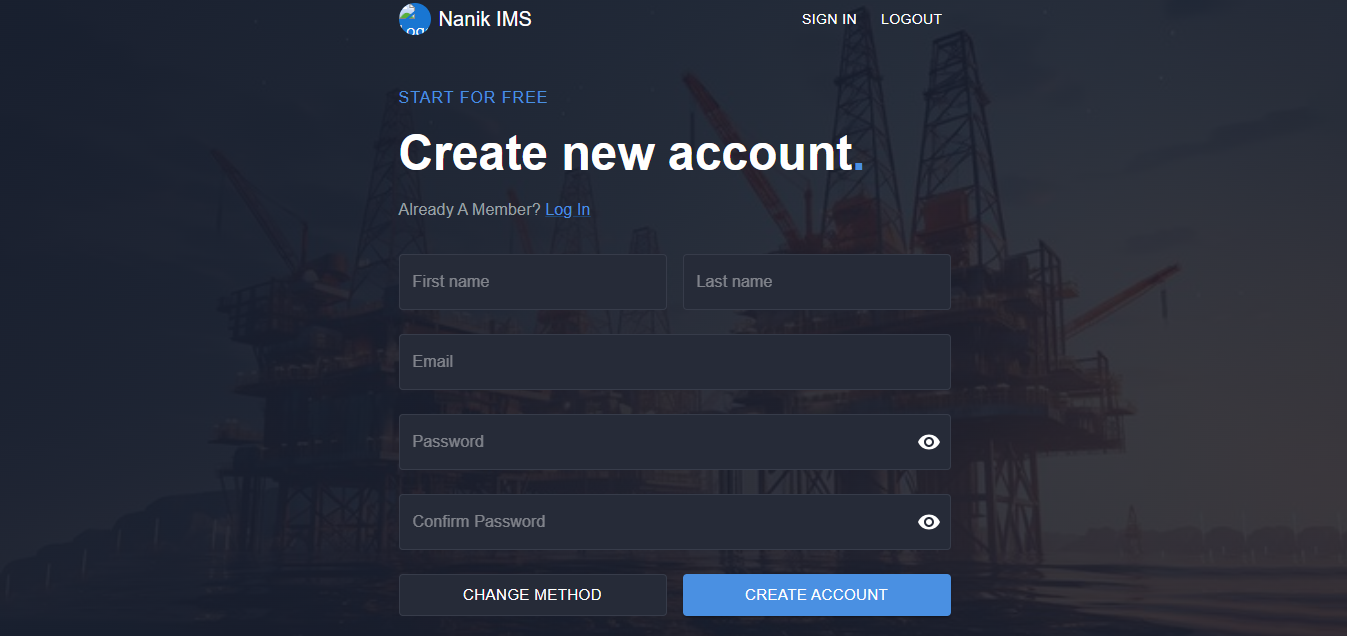 Nanik IMS
SIGN IN LOGOUT
START FOR FREE
Create new account.
Already A Member? Log In
First name Last name
Email
Password
Confirm Password
CHANGE METHOD CREATE ACCOUNT